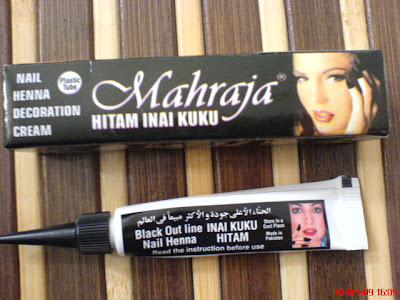 NAIL
HENNA
DECORATION
CREAM
Plastic
Tube
Mahraja®
HITAM INAI KUKU
الحناء الأعلى جودة و الأكثر مبيعا في العالم
Black Out line
Nail Henna
INAI KUKU
HITAM
Store in a
Cool Place
Made in
Pakistan
Read the instruction before use